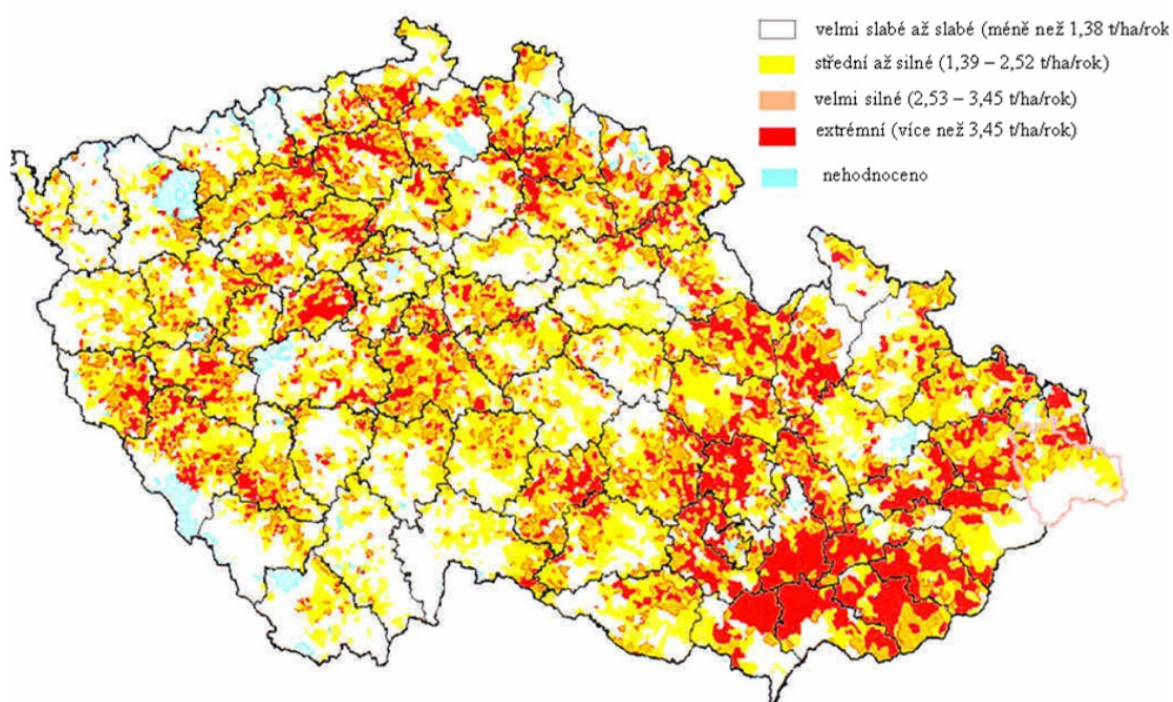 velmi slabé až slabé (méně než 1,38 t/ha/rok
střední až silné (1,39 – 2,52 t/ha/rok)
velmi silné (2,53 – 3,45 t/ha/rok)
extrémní (více než 3,45 t/ha/rok)
nehodnoceno